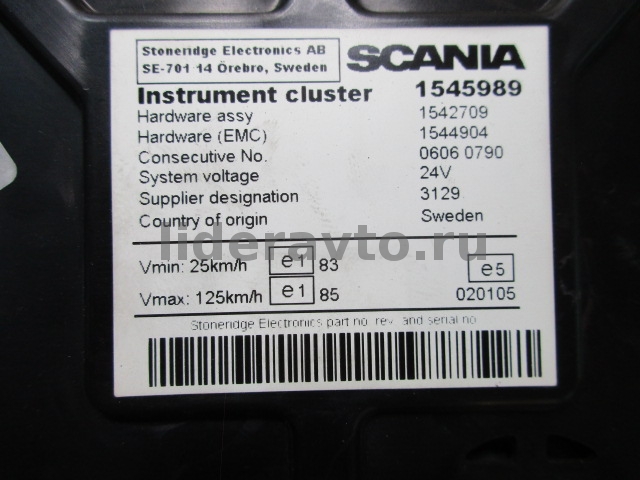 Stoneridge Electronics AB
SE-701 14 Örebro, Sweden
SCANIA
Instrument cluster 1545989
Hardware assy 1542709
Hardware (EMC) 1544904
Consecutive No. 0606 0790
System voltage 24V
Supplier designation 3129
Country of origin Sweden
lideravto.ru
Vmin: 25km/h e1 83 e5
Vmax: 125km/h e1 85 020105
Stoneridge Electronics part no. rev. and serial no.